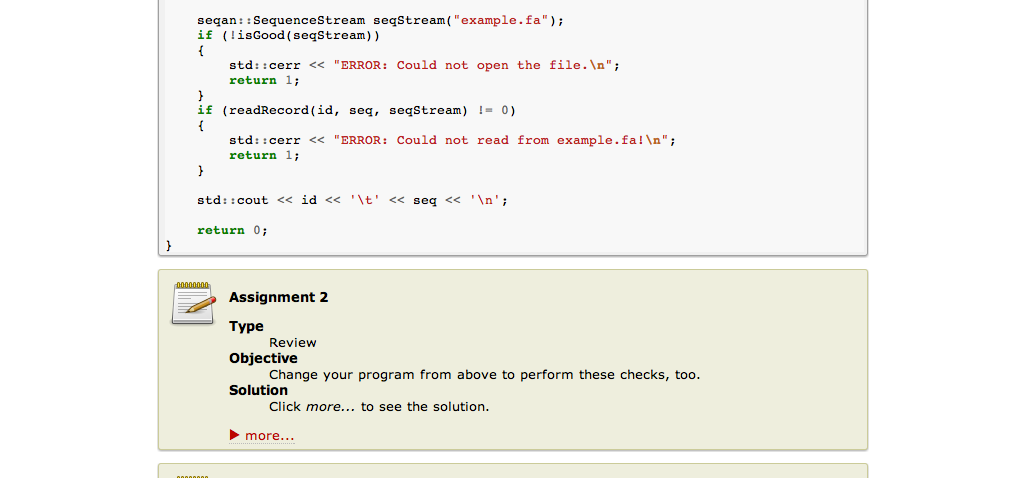 seqan::SequenceStream seqStream("example.fa");
if (!isGood(seqStream))
{
std::cerr << "ERROR: Could not open the file.\n";
return 1;
}
if (readRecord(id, seq, seqStream) != 0)
{
std::cerr << "ERROR: Could not read from example.fa!\n";
return 1;
}
std::cout << id << '\t' << seq << '\n';
return 0;
}
Assignment 2
Type
Review
Objective
Change your program from above to perform these checks, too.
Solution
Click more... to see the solution.
more...